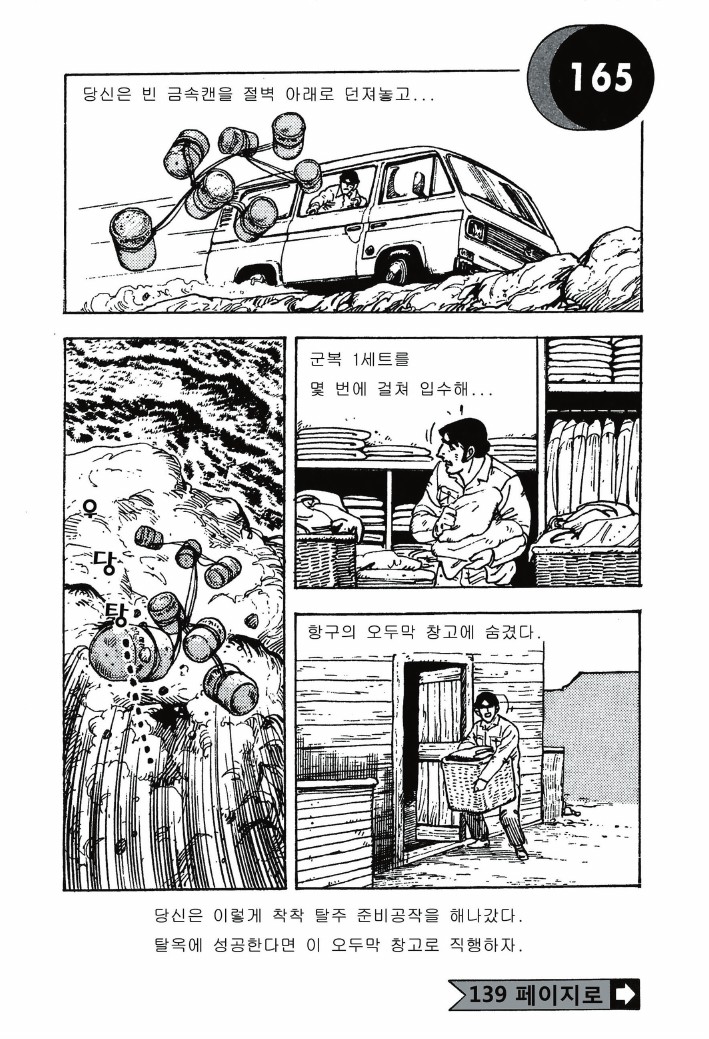 165
당신은 빈 금속캔을 절벽 아래로 던져놓고...
우
당
탕
군복 1세트를
몇 번에 걸쳐 입수해...
항구의 오두막 창고에 숨겼다.
당신은 이렇게 착착 탈주 준비공작을 해나갔다.
탈옥에 성공한다면 이 오두막 창고로 직행하자.
139 페이지로